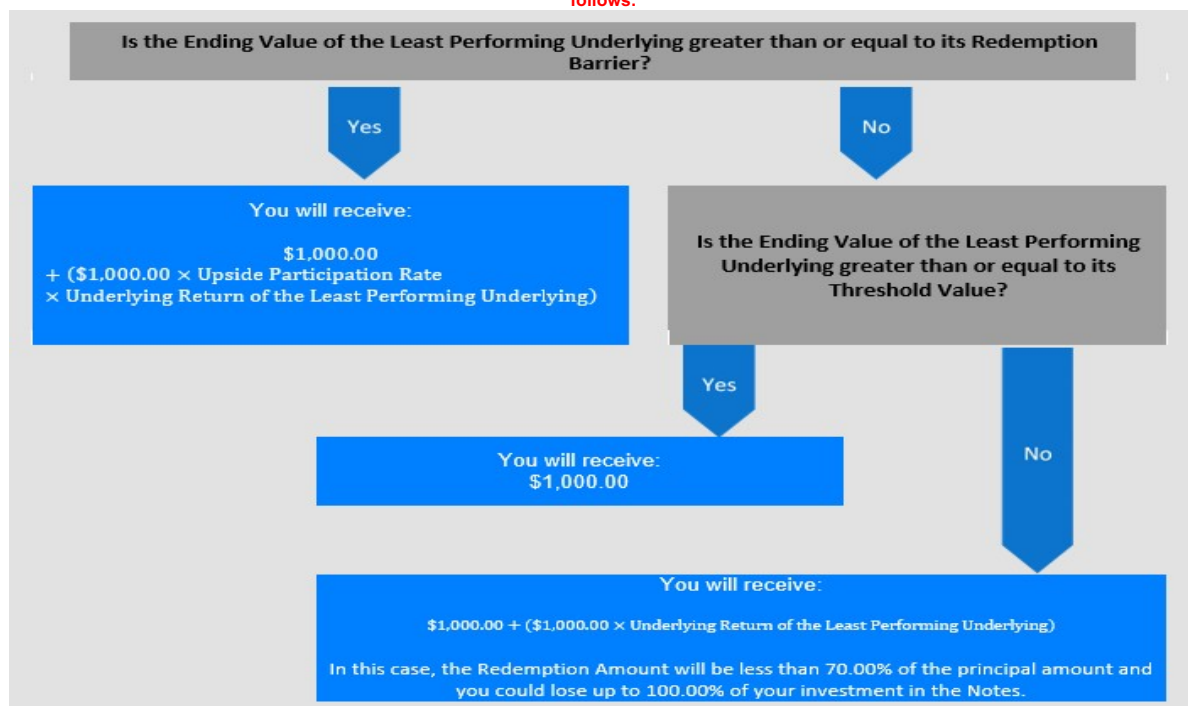 follows:
Is the Ending Value of the Least Performing Underlying greater than or equal to its Redemption
Barrier?
Yes
No
You will receive:
$1,000.00
+ ($1,000.00 × Upside Participation Rate
× Underlying Return of the Least Performing Underlying)
Is the Ending Value of the Least Performing
Underlying greater than or equal to its
Threshold Value?
Yes
No
You will receive:
$1,000.00
You will receive:
$1,000.00 + ($1,000.00 × Underlying Return of the Least Performing Underlying)
In this case, the Redemption Amount will be less than 70.00% of the principal amount and
you could lose up to 100.00% of your investment in the Notes.